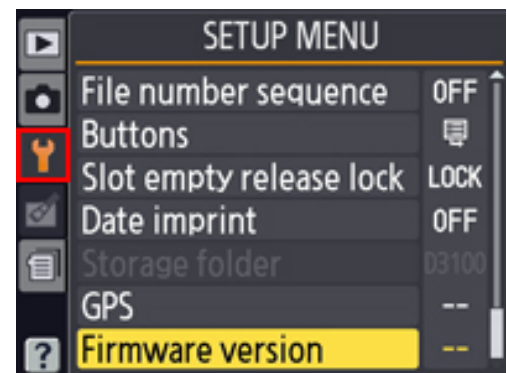 SETUP MENU
File number sequence OFF
Buttons
Slot empty release lock LOCK
Date imprint OFF
Storage folder D3100
GPS --
? Firmware version --